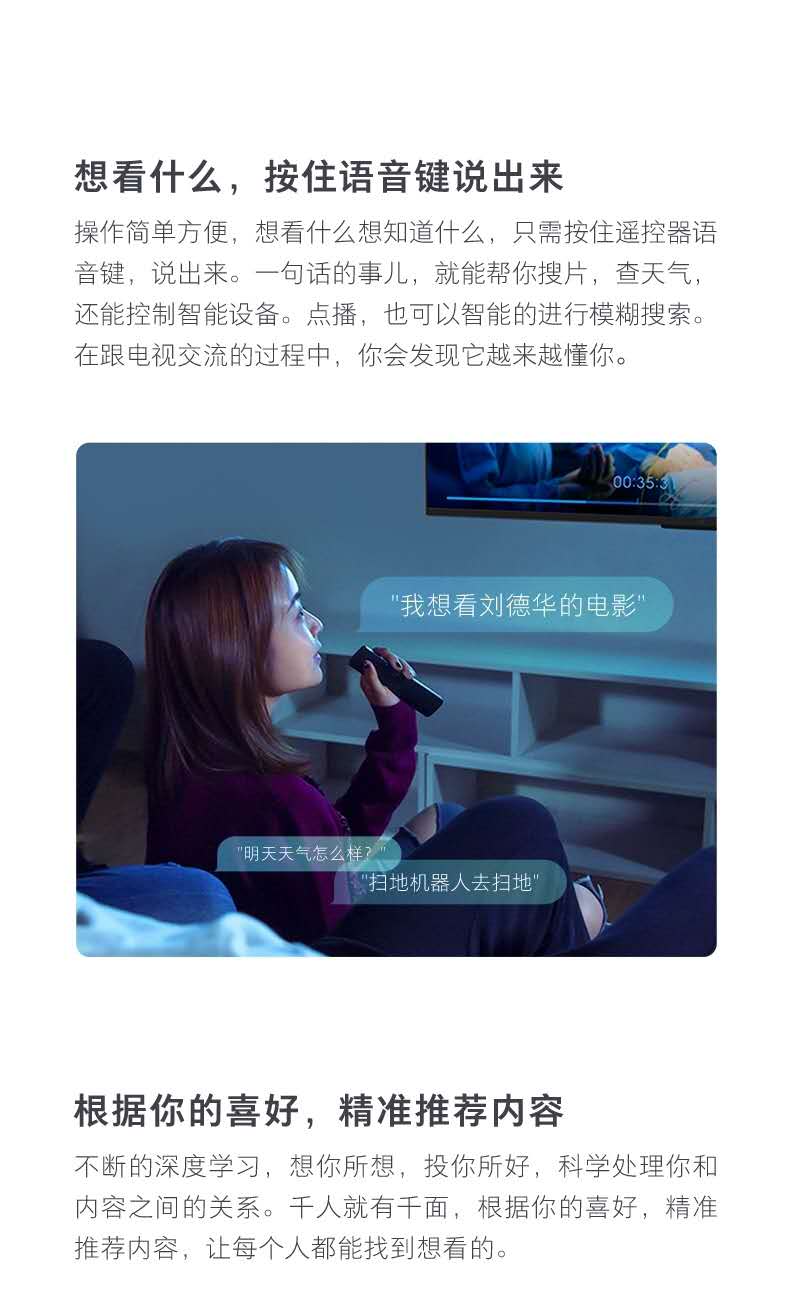 想看什么，按住语音键说出来
操作简单方便，想看什么想知道什么，只需按住遥控器语
音键，说出来。一句话的事儿，就能帮你搜片，查天气，
还能控制智能设备。点播，也可以智能的进行模糊搜索。
在跟电视交流的过程中，你会发现它越来越懂你。
00:35:31
"我想看刘德华的电影"
"明天天气怎么样？"
"扫地机器人去扫地"
根据你的喜好，精准推荐内容
不断的深度学习，想你所想，投你所好，科学处理你和
内容之间的关系。千人就有千面，根据你的喜好，精准
推荐内容，让每个人都能找到想看的。